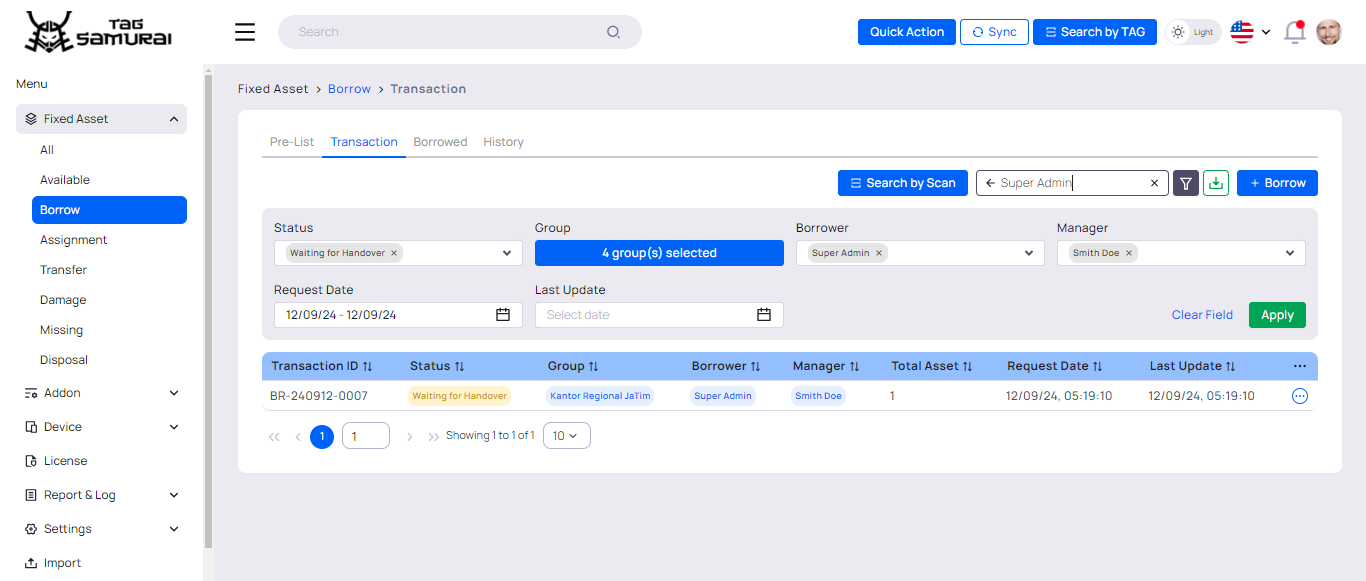 TAG SAMURAI
Search
Quick Action
Sync
Search by TAG
Light
Menu
Fixed Asset
All
Available
Borrow
Assignment
Transfer
Damage
Missing
Disposal
Addon
Device
License
Report & Log
Settings
Import
Fixed Asset > Borrow > Transaction
Pre-List Transaction Borrowed History
Search by Scan
Super Admin
+ Borrow
Status Group Borrower Manager
Waiting for Handover × 4 group(s) selected Super Admin × Smith Doe ×
Request Date Last Update
12/09/24 - 12/09/24 Select date Clear Field Apply
Transaction ID Status Group Borrower Manager Total Asset Request Date Last Update ...
BR-240912-0007 Waiting for Handover Kantor Regional JaTim Super Admin Smith Doe 1 12/09/24, 05:19:10 12/09/24, 05:19:10
1 1 Showing 1 to 1 of 1 10